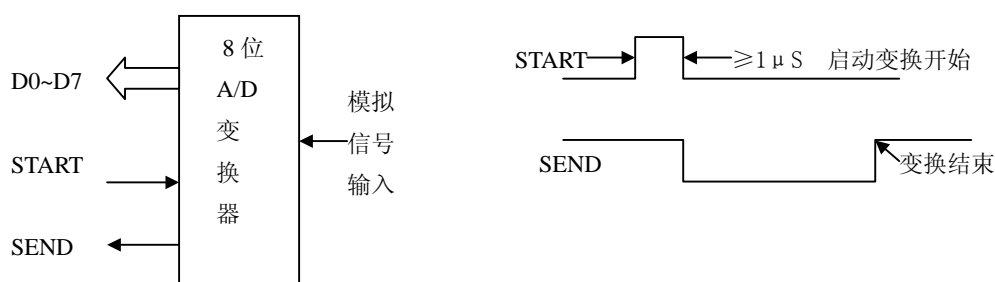 8位
A/D
变
换
器
D0~D7
START
SEND
模拟
信号
输入
START
≥1μS 启动变换开始
SEND
变换结束